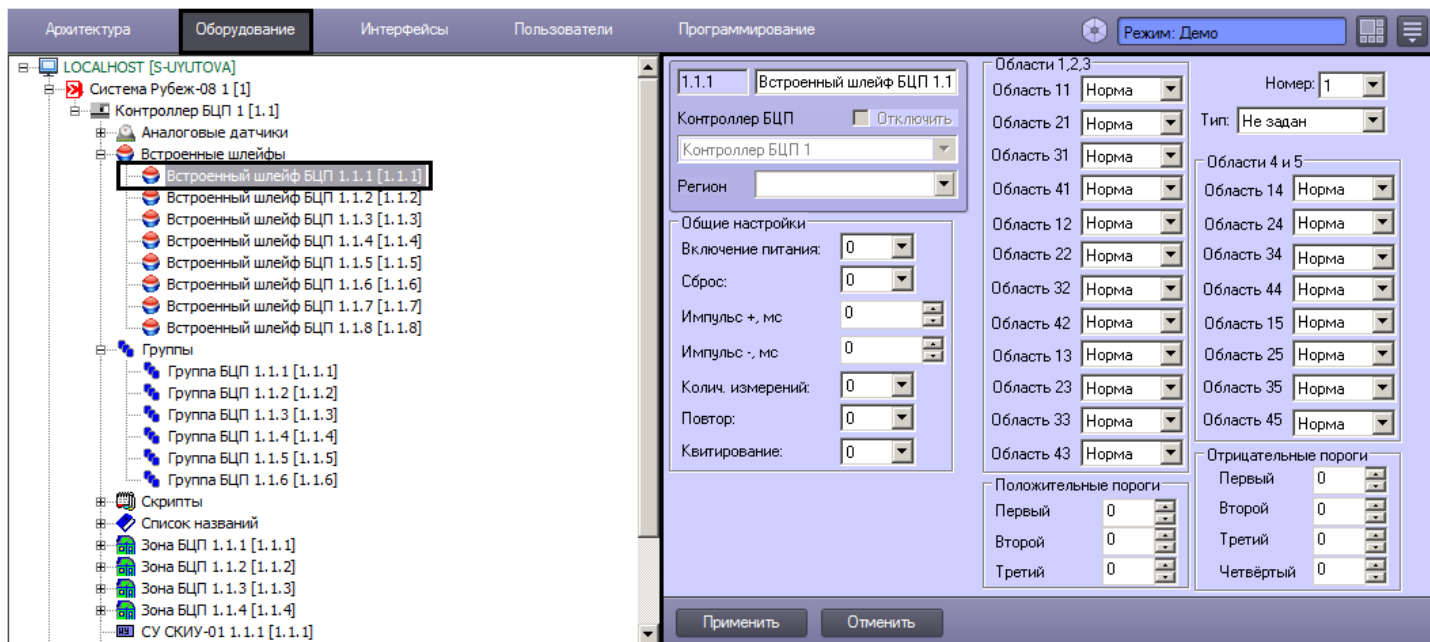 Архитектура Оборудование Интерфейсы Пользователи Программирование Режим: Демо
LOCALHOST [S-UYUTOVA]
Система Рубеж-08 1 [1]
Контроллер БЦП 1 [1.1]
Аналоговые датчики
Встроенные шлейфы
Встроенный шлейф БЦП 1.1.1 [1.1.1]
Встроенный шлейф БЦП 1.1.2 [1.1.2]
Встроенный шлейф БЦП 1.1.3 [1.1.3]
Встроенный шлейф БЦП 1.1.4 [1.1.4]
Встроенный шлейф БЦП 1.1.5 [1.1.5]
Встроенный шлейф БЦП 1.1.6 [1.1.6]
Встроенный шлейф БЦП 1.1.7 [1.1.7]
Встроенный шлейф БЦП 1.1.8 [1.1.8]
Группы
Группа БЦП 1.1.1 [1.1.1]
Группа БЦП 1.1.2 [1.1.2]
Группа БЦП 1.1.3 [1.1.3]
Группа БЦП 1.1.4 [1.1.4]
Группа БЦП 1.1.5 [1.1.5]
Группа БЦП 1.1.6 [1.1.6]
Скрипты
Список названий
Зона БЦП 1.1.1 [1.1.1]
Зона БЦП 1.1.2 [1.1.2]
Зона БЦП 1.1.3 [1.1.3]
Зона БЦП 1.1.4 [1.1.4]
СУ СКИУ-01 1.1.1 [1.1.1]
1.1.1 Встроенный шлейф БЦП 1.1
Контроллер БЦП Отключить
Контроллер БЦП 1
Регион
Общие настройки
Включение питания: 0
Сброс: 0
Импульс +, мс 0
Импульс -, мс 0
Колич. измерений: 0
Повтор: 0
Квитирование: 0
Области 1,2,3
Область 11 Норма
Область 21 Норма
Область 31 Норма
Область 41 Норма
Область 12 Норма
Область 22 Норма
Область 32 Норма
Область 42 Норма
Область 13 Норма
Область 23 Норма
Область 33 Норма
Область 43 Норма
Положительные пороги
Первый 0
Второй 0
Третий 0
Номер: 1
Тип: Не задан
Области 4 и 5
Область 14 Норма
Область 24 Норма
Область 34 Норма
Область 44 Норма
Область 15 Норма
Область 25 Норма
Область 35 Норма
Область 45 Норма
Отрицательные пороги
Первый 0
Второй 0
Третий 0
Четвёртый 0
Применить Отменить